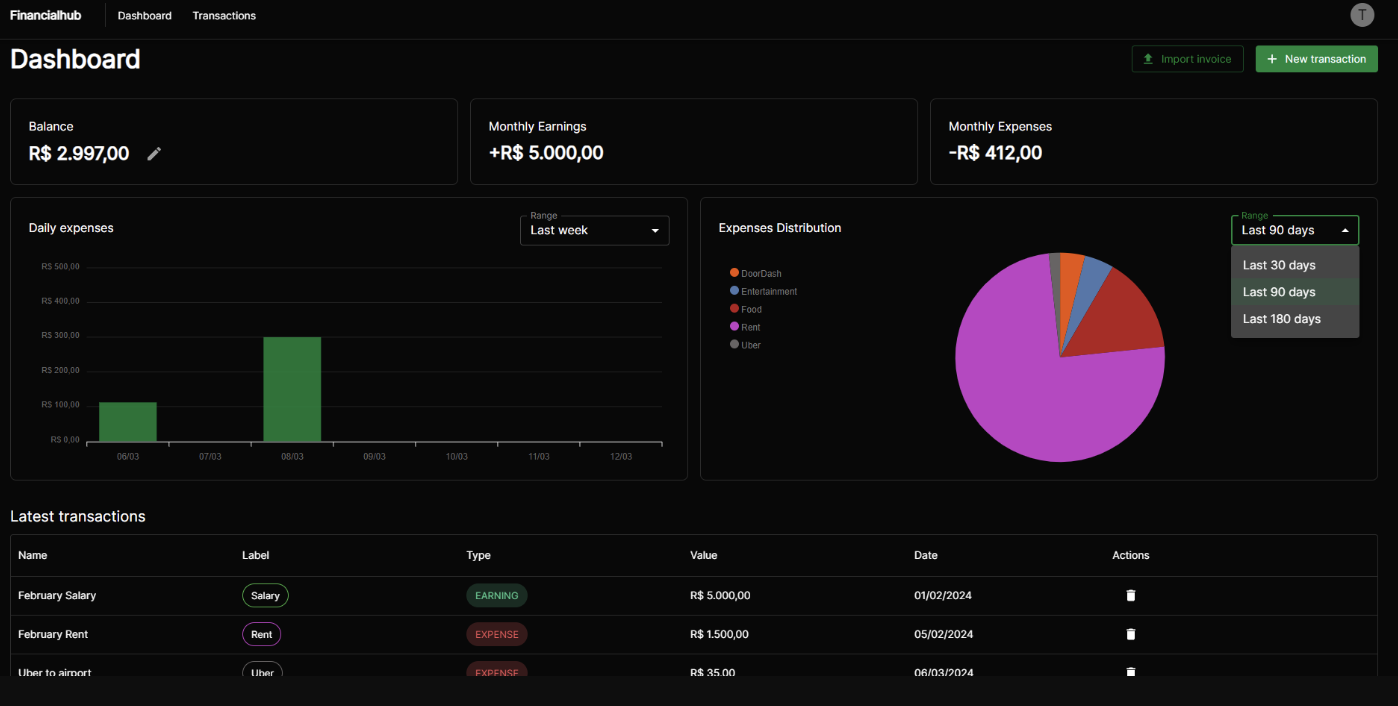 Financialhub Dashboard Transactions T
Dashboard
Import invoice + New transaction
Balance
R$ 2.997,00
Monthly Earnings
+R$ 5.000,00
Monthly Expenses
-R$ 412,00
Daily expenses
Range
Last week
R$ 500,00
R$ 400,00
R$ 300,00
R$ 200,00
R$ 100,00
R$ 0,00
06/03 07/03 08/03 09/03 10/03 11/03 12/03
Expenses Distribution
Range
Last 90 days
Last 30 days
Last 90 days
Last 180 days
DoorDash
Entertainment
Food
Rent
Uber
Latest transactions
Name Label Type Value Date Actions
February Salary Salary EARNING R$ 5.000,00 01/02/2024
February Rent Rent EXPENSE R$ 1.500,00 05/02/2024
Uber to airport Uber EXPENSE R$ 35,00 06/03/2024